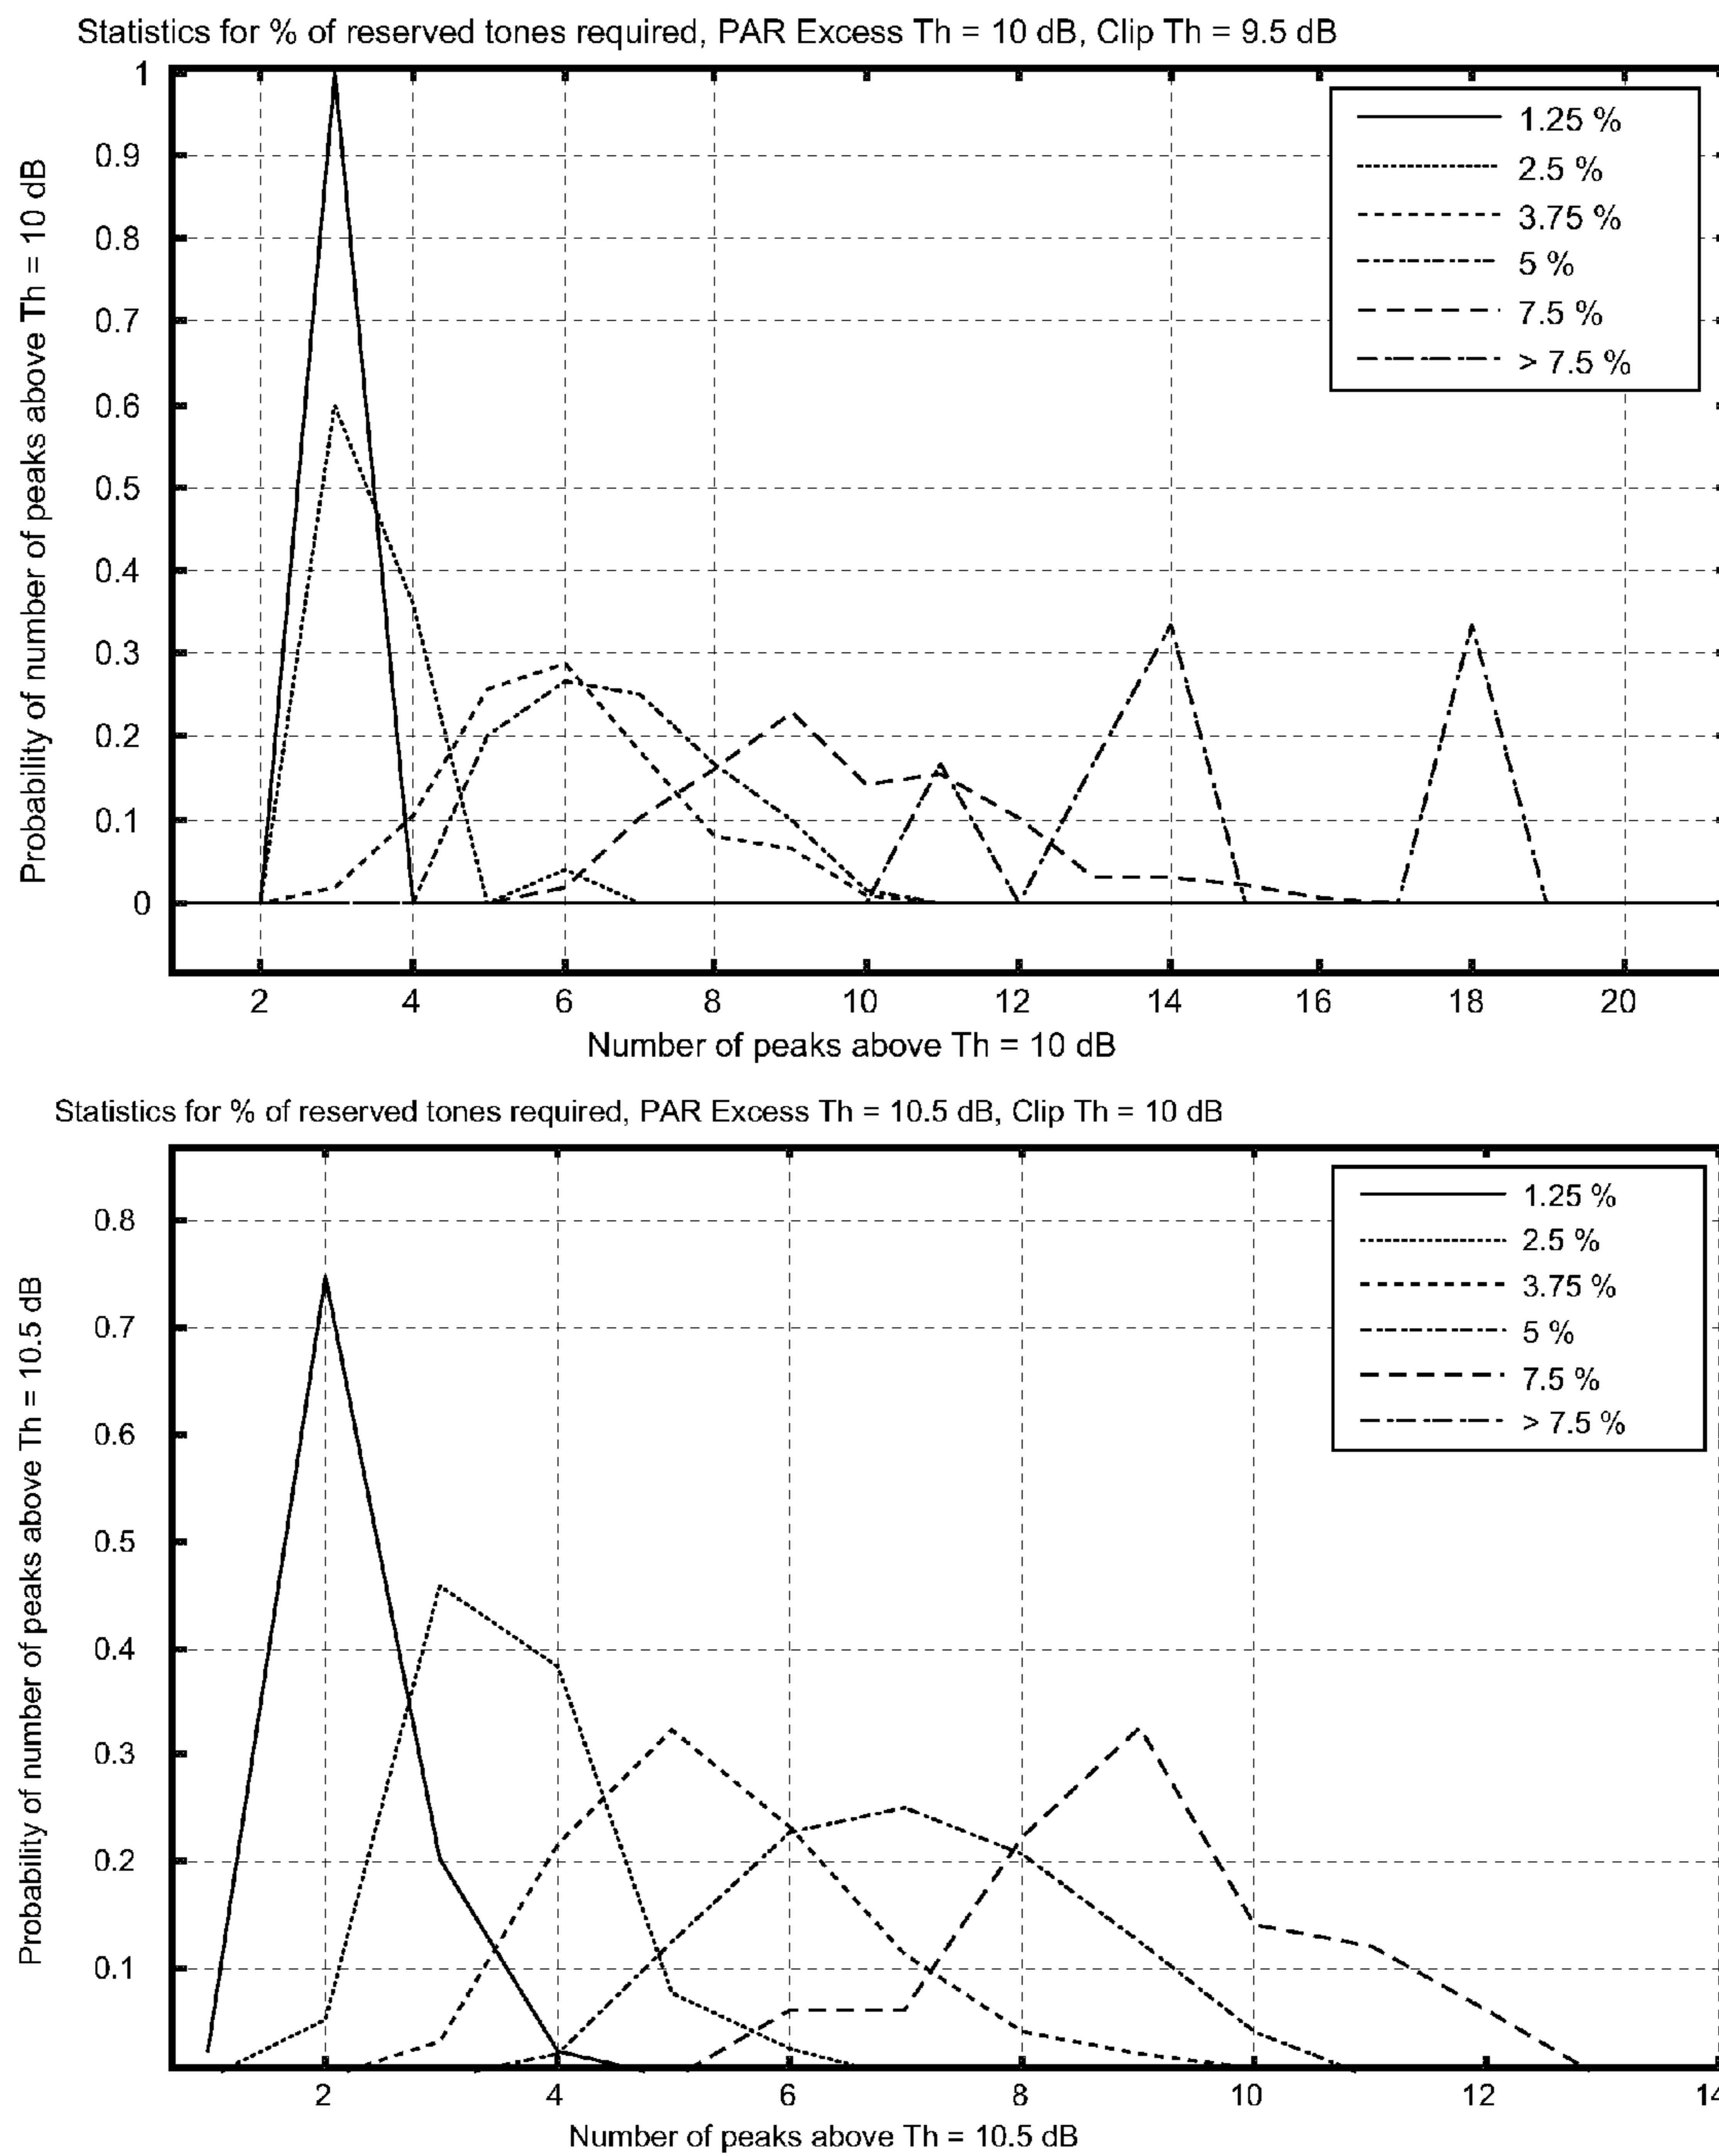 Statistics for % of reserved tones required, PAR Excess Th = 10 dB, Clip Th = 9.5 dB
Probability of number of peaks above Th = 10 dB
1
0.9
0.8
0.7
0.6
0.5
0.4
0.3
0.2
0.1
0
1.25 %
2.5 %
3.75 %
5 %
7.5 %
> 7.5 %
2 4 6 8 10 12 14 16 18 20
Number of peaks above Th = 10 dB
Statistics for % of reserved tones required, PAR Excess Th = 10.5 dB, Clip Th = 10 dB
Probability of number of peaks above Th = 10.5 dB
0.8
0.7
0.6
0.5
0.4
0.3
0.2
0.1
1.25 %
2.5 %
3.75 %
5 %
7.5 %
> 7.5 %
2 4 6 8 10 12 14
Number of peaks above Th = 10.5 dB